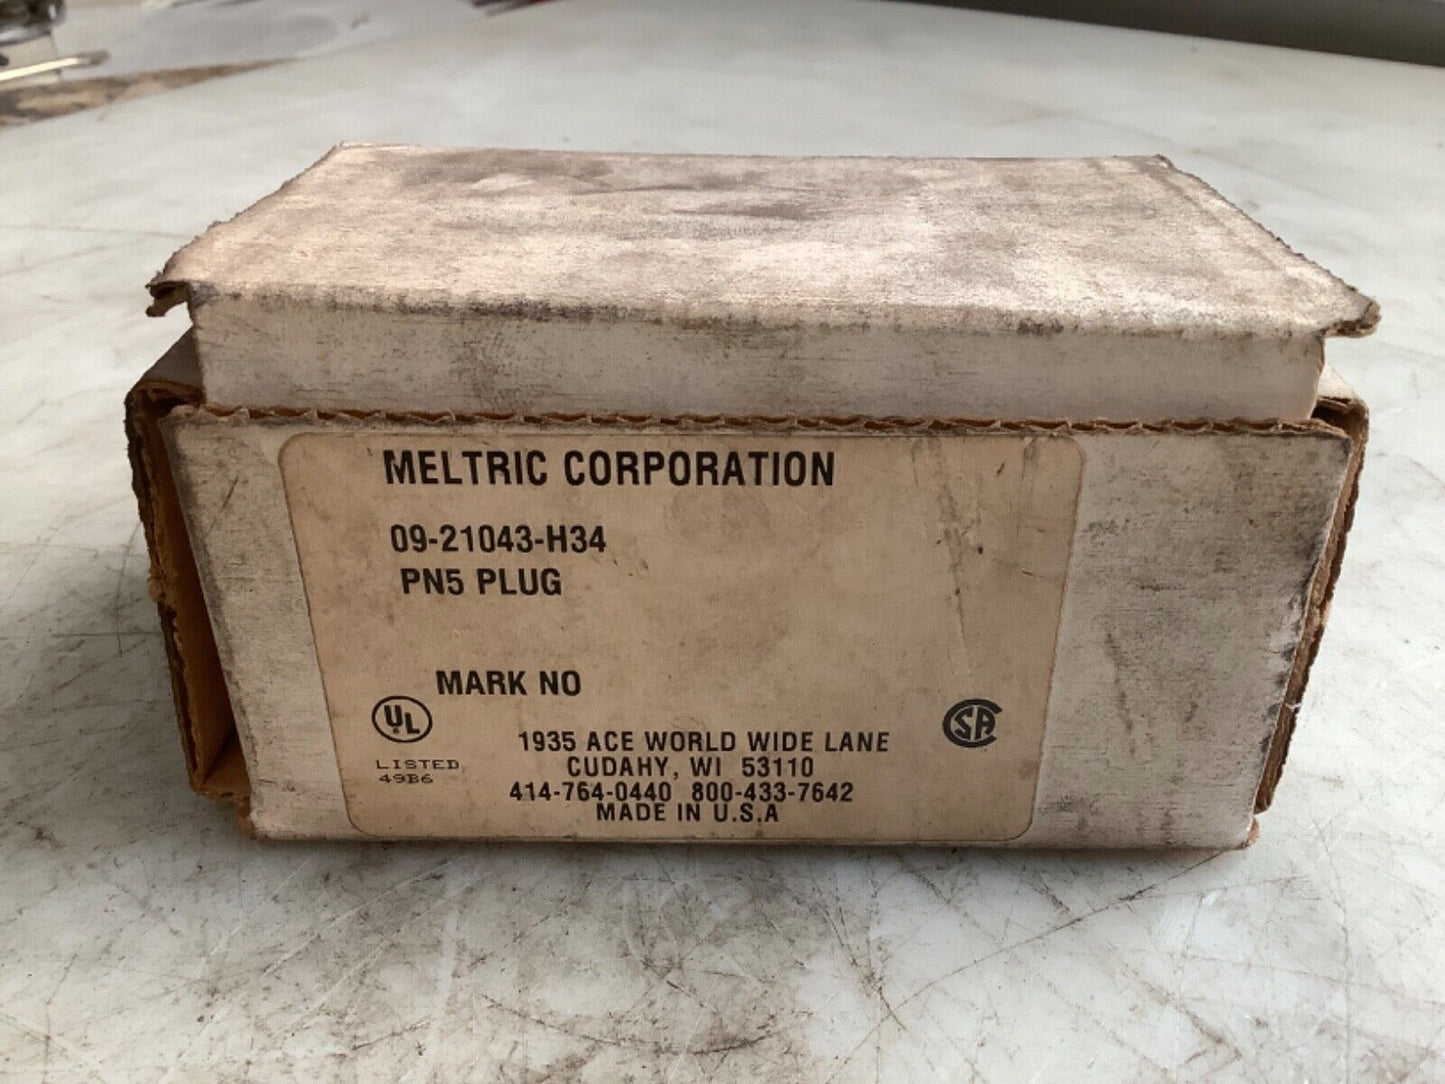 MELTRIC CORPORATION
09-21043-H34
PN5 PLUG
MARK NO
UL
LISTED
49B6
SA
1935 ACE WORLD WIDE LANE
CUDAHY, WI 53110
414-764-0440 800-433-7642
MADE IN U.S.A